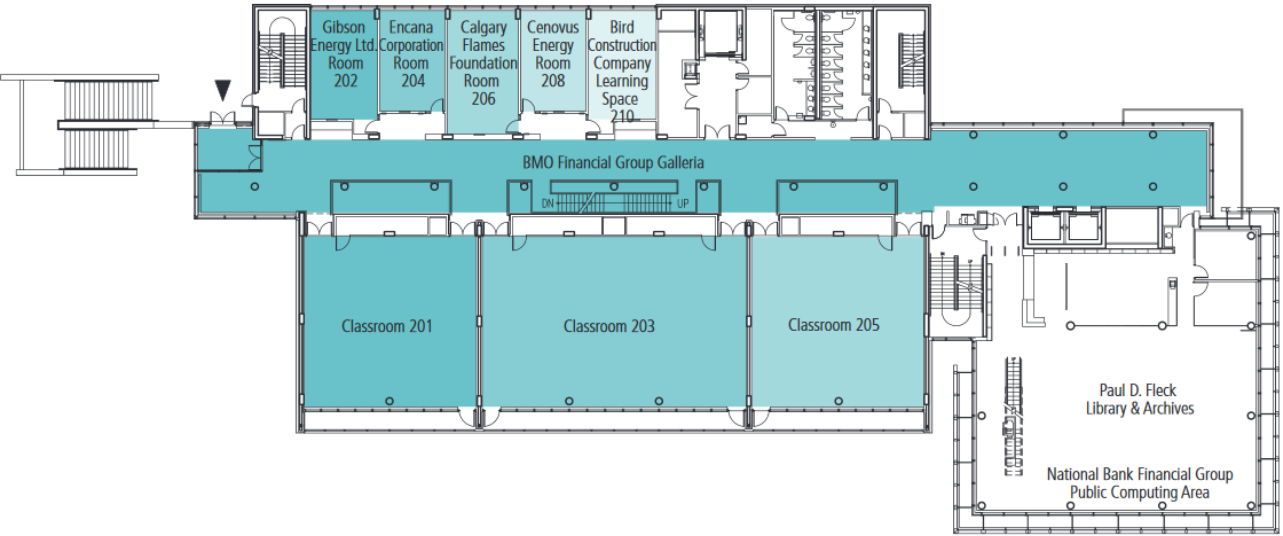 Gibson
Energy Ltd.
Room
202
Encana
Corporation
Room
204
Calgary
Flames
Foundation
Room
206
Cenovus
Energy
Room
208
Bird
Construction
Company
Learning
Space
210
BMO Financial Group Galleria
DN
UP
Classroom 201
Classroom 203
Classroom 205
Paul D. Fleck
Library & Archives
National Bank Financial Group
Public Computing Area